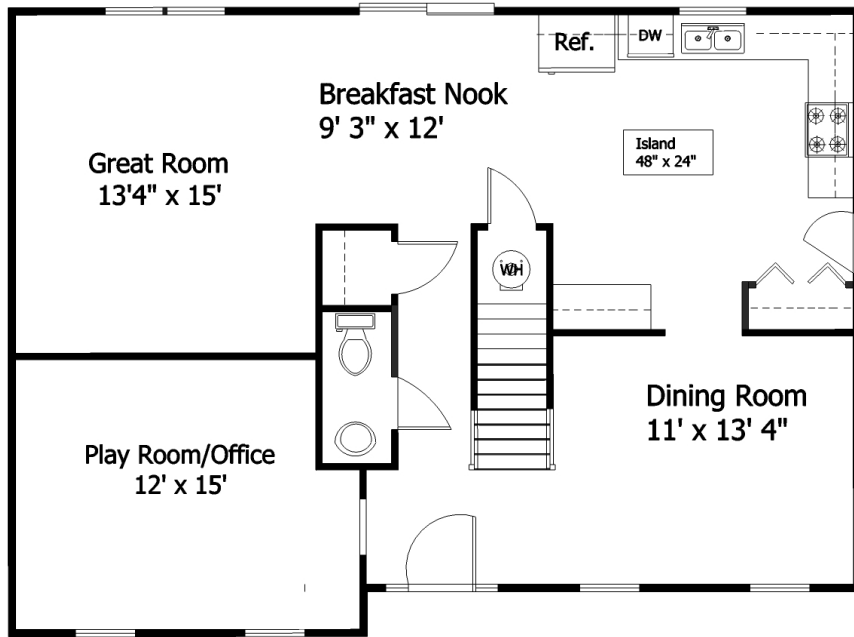 Ref.
DW
Breakfast Nook
9' 3" x 12'
Island
48" x 24"
Great Room
13'4" x 15'
WH
Dining Room
11' x 13' 4"
Play Room/Office
12' x 15'